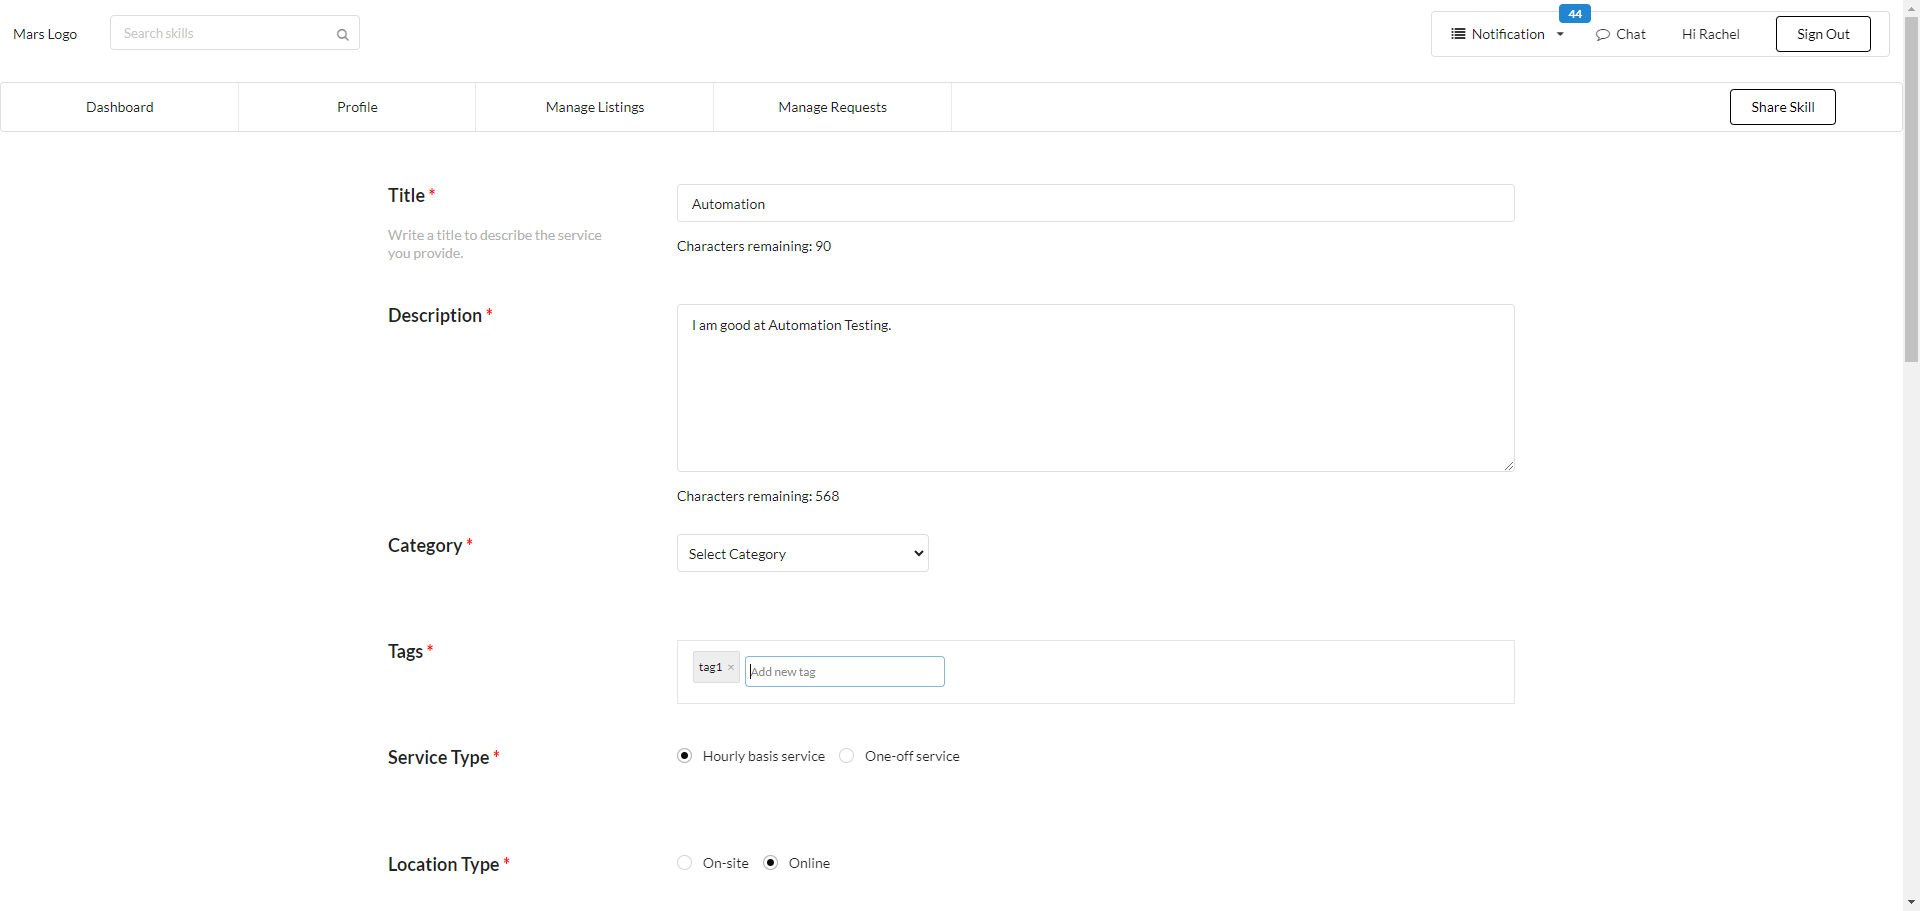 Mars Logo
Search skills
44
Notification
Chat
Hi Rachel
Sign Out
Dashboard
Profile
Manage Listings
Manage Requests
Share Skill
Title *
Write a title to describe the service
you provide.
Automation
Characters remaining: 90
Description *
I am good at Automation Testing.
Characters remaining: 568
Category *
Select Category
Tags *
tag1 ×
Add new tag
Service Type *
Hourly basis service
One-off service
Location Type *
On-site
Online